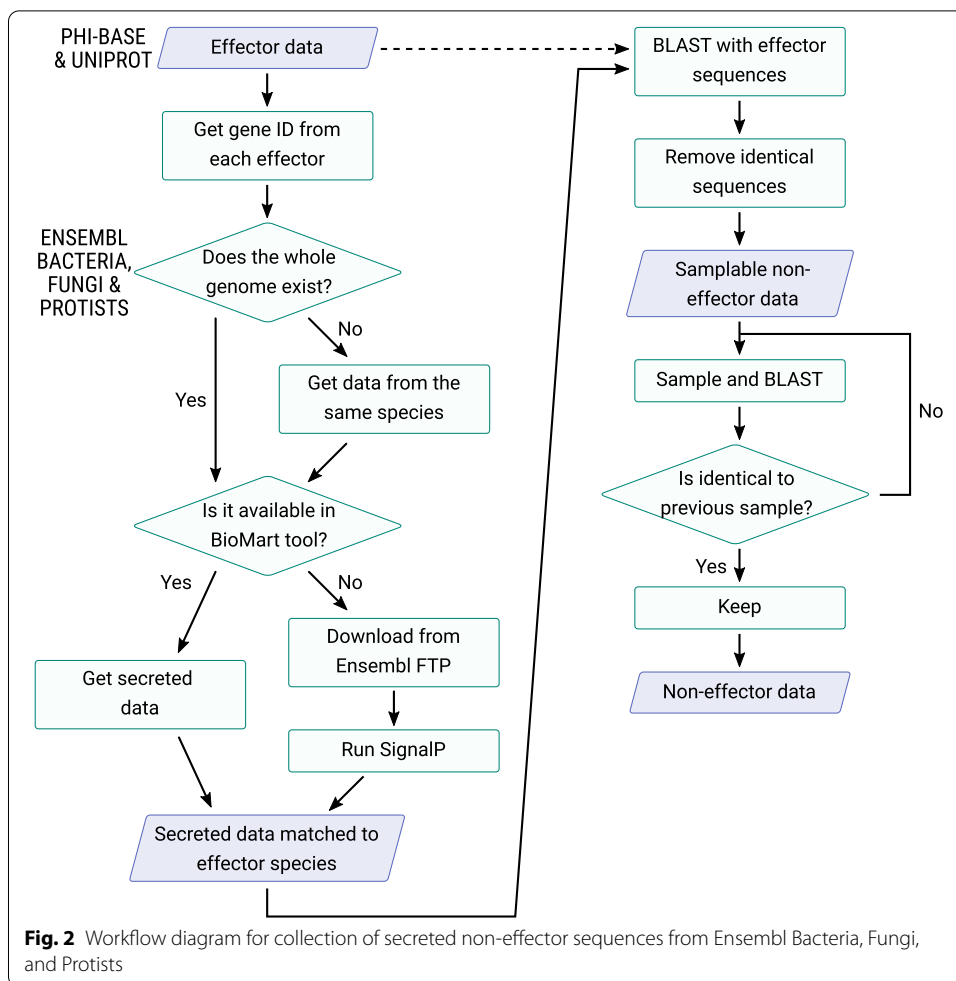 PHI-BASE
& UNIPROT
Effector data
Get gene ID from
each effector
ENSEMBL
BACTERIA,
FUNGI &
PROTISTS
Does the whole
genome exist?
No
Yes
Get data from the
same species
Is it available in
BioMart tool?
Yes
No
Download from
Ensembl FTP
Get secreted
data
Run SignalP
Secreted data matched to
effector species
BLAST with effector
sequences
Remove identical
sequences
Samplable non-
effector data
Sample and BLAST
No
Is identical to
previous sample?
Yes
Keep
Non-effector data
Fig. 2 Workflow diagram for collection of secreted non-effector sequences from Ensembl Bacteria, Fungi,
and Protists